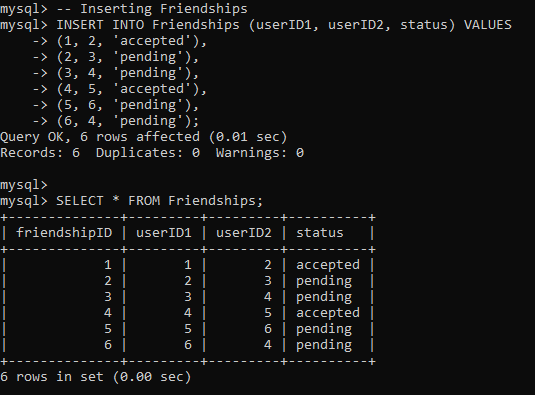 mysql> -- Inserting Friendships
mysql> INSERT INTO Friendships (userID1, userID2, status) VALUES
    -> (1, 2, 'accepted'),
    -> (2, 3, 'pending'),
    -> (3, 4, 'pending'),
    -> (4, 5, 'accepted'),
    -> (5, 6, 'pending'),
    -> (6, 4, 'pending');
Query OK, 6 rows affected (0.01 sec)
Records: 6  Duplicates: 0  Warnings: 0
mysql>
mysql> SELECT * FROM Friendships;
+--------------+---------+---------+----------+
| friendshipID | userID1 | userID2 | status   |
+--------------+---------+---------+----------+
|            1 |       1 |       2 | accepted |
|            2 |       2 |       3 | pending  |
|            3 |       3 |       4 | pending  |
|            4 |       4 |       5 | accepted |
|            5 |       5 |       6 | pending  |
|            6 |       6 |       4 | pending  |
+--------------+---------+---------+----------+
6 rows in set (0.00 sec)